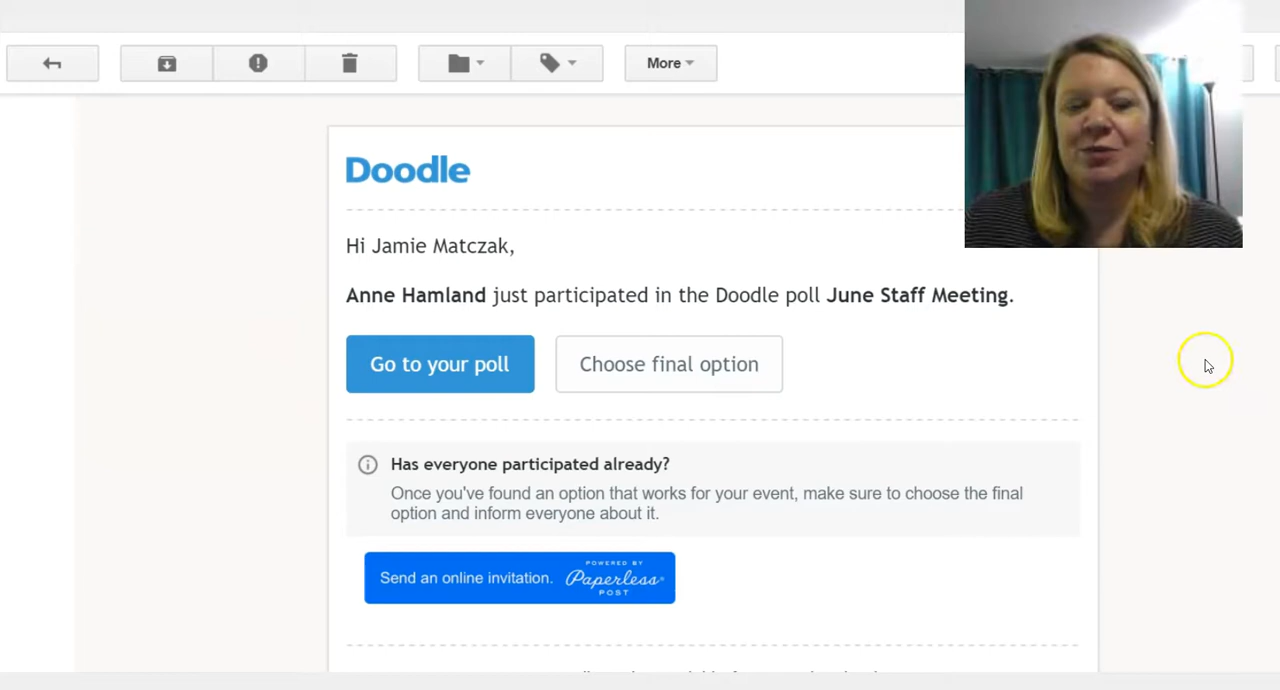 More
Doodle
Hi Jamie Matczak,
Anne Hamland just participated in the Doodle poll June Staff Meeting.
Go to your poll
Choose final option
Has everyone participated already?
Once you've found an option that works for your event, make sure to choose the final
option and inform everyone about it.
Send an online invitation.
POWERED BY
Paperless
POST